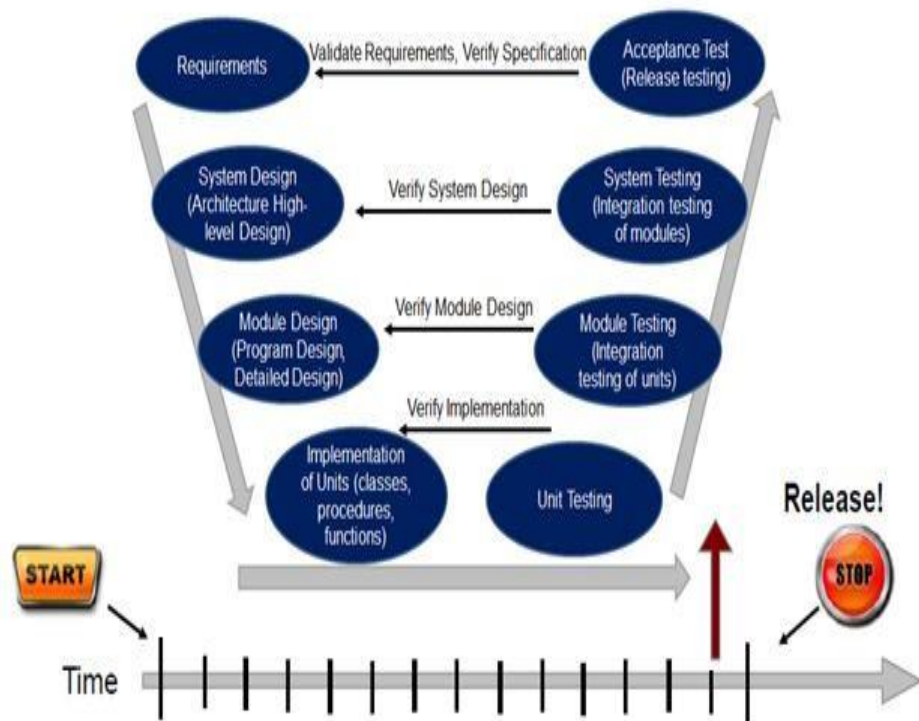 Requirements
Validate Requirements, Verify Specification
Acceptance Test
(Release testing)
System Design
(Architecture High-
level Design)
Verify System Design
System Testing
(Integration testing
of modules)
Module Design
(Program Design,
Detailed Design)
Verify Module Design
Module Testing
(Integration
testing of units)
Verify Implementation
Implementation
of Units (classes,
procedures,
functions)
Unit Testing
Release!
START
STOP
Time